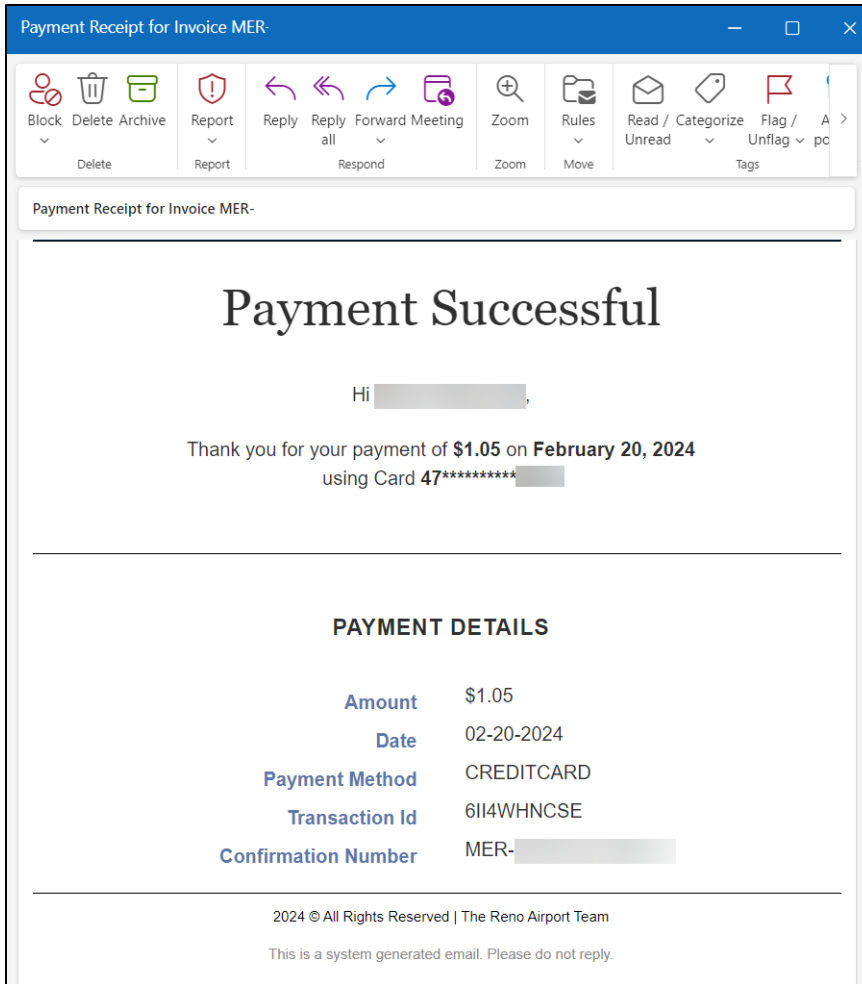 Payment Receipt for Invoice MER-
Block Delete Archive Report Reply Reply all Forward Meeting Zoom Rules Read / Unread Categorize Flag / Unflag
Delete Report Respond Zoom Move Tags
Payment Receipt for Invoice MER-
Payment Successful
Hi ,
Thank you for your payment of $1.05 on February 20, 2024
using Card 47**********
PAYMENT DETAILS
Amount $1.05
Date 02-20-2024
Payment Method CREDITCARD
Transaction Id 6II4WHNCSE
Confirmation Number MER-
2024 © All Rights Reserved | The Reno Airport Team
This is a system generated email. Please do not reply.